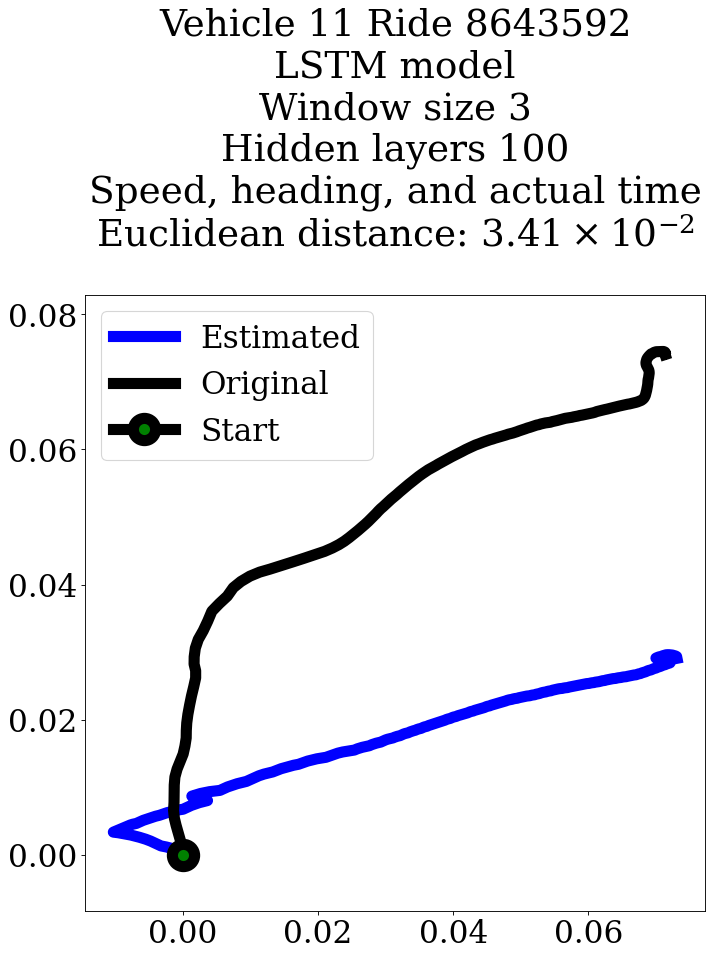 Vehicle 11 Ride 8643592
LSTM model
Window size 3
Hidden layers 100
Speed, heading, and actual time
Euclidean distance: 3.41 × 10⁻²
0.08
Estimated
Original
Start
0.06
0.04
0.02
0.00
0.00 0.02 0.04 0.06